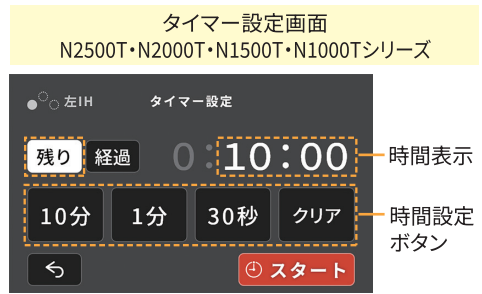 タイマー設定画面
N2500T・N2000T・N1500T・N1000Tシリーズ
左IH タイマー設定
残り 経過 0:10:00 時間表示
10分 1分 30秒 クリア 時間設定
ボタン
スタート